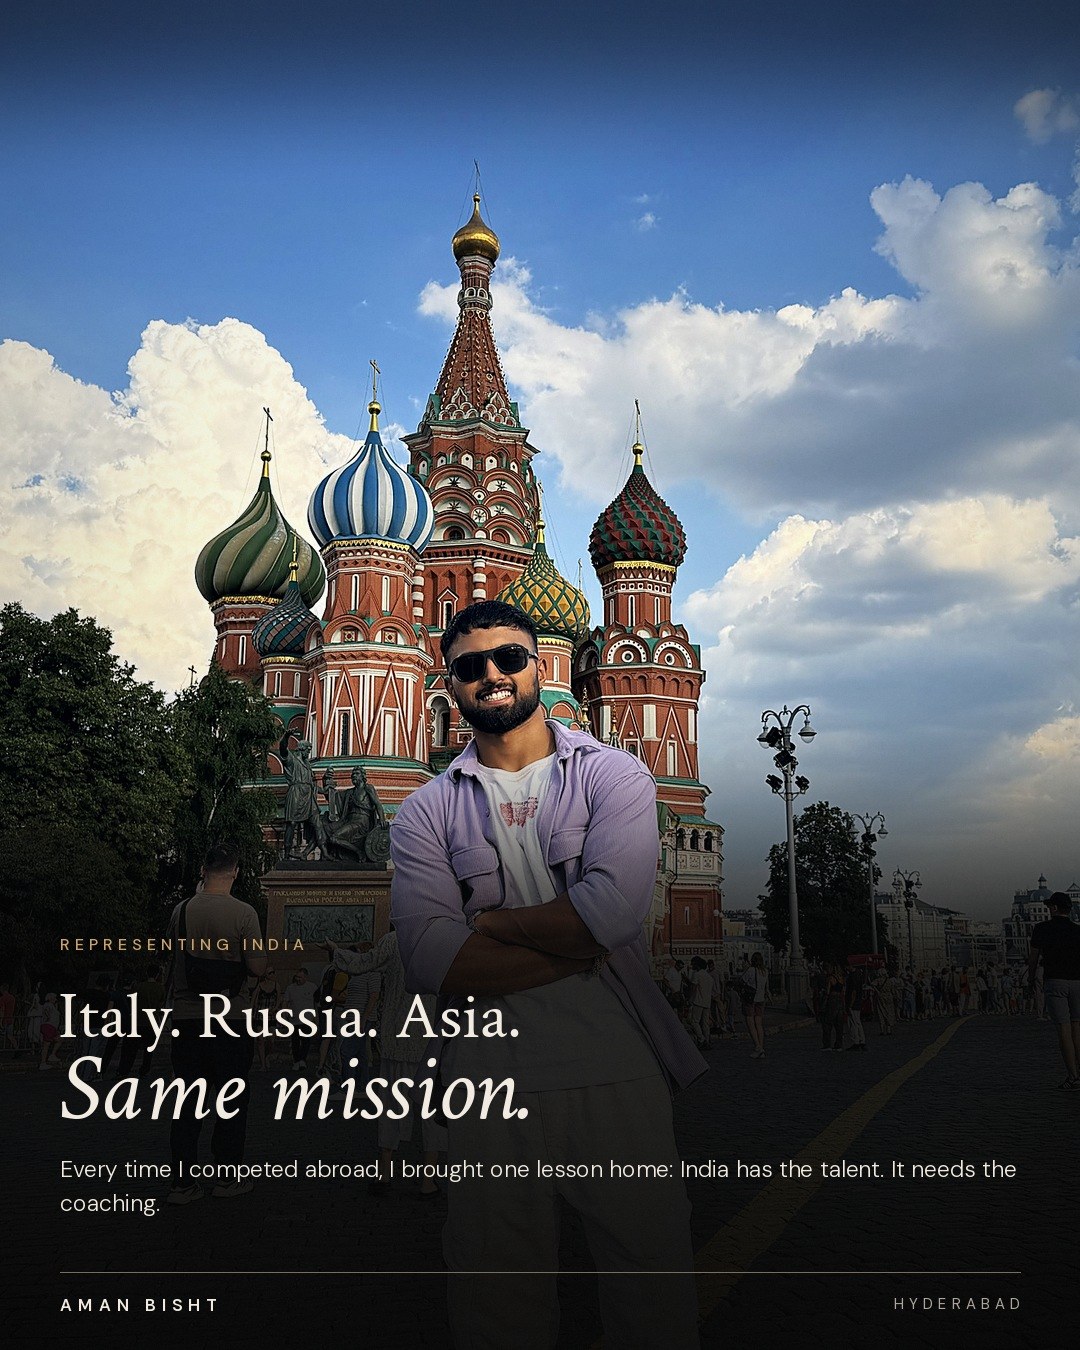 REPRESENTING INDIA
Italy. Russia. Asia.
Same mission.
Every time I competed abroad, I brought one lesson home: India has the talent. It needs the
coaching.
AMAN BISHT
HYDERABAD